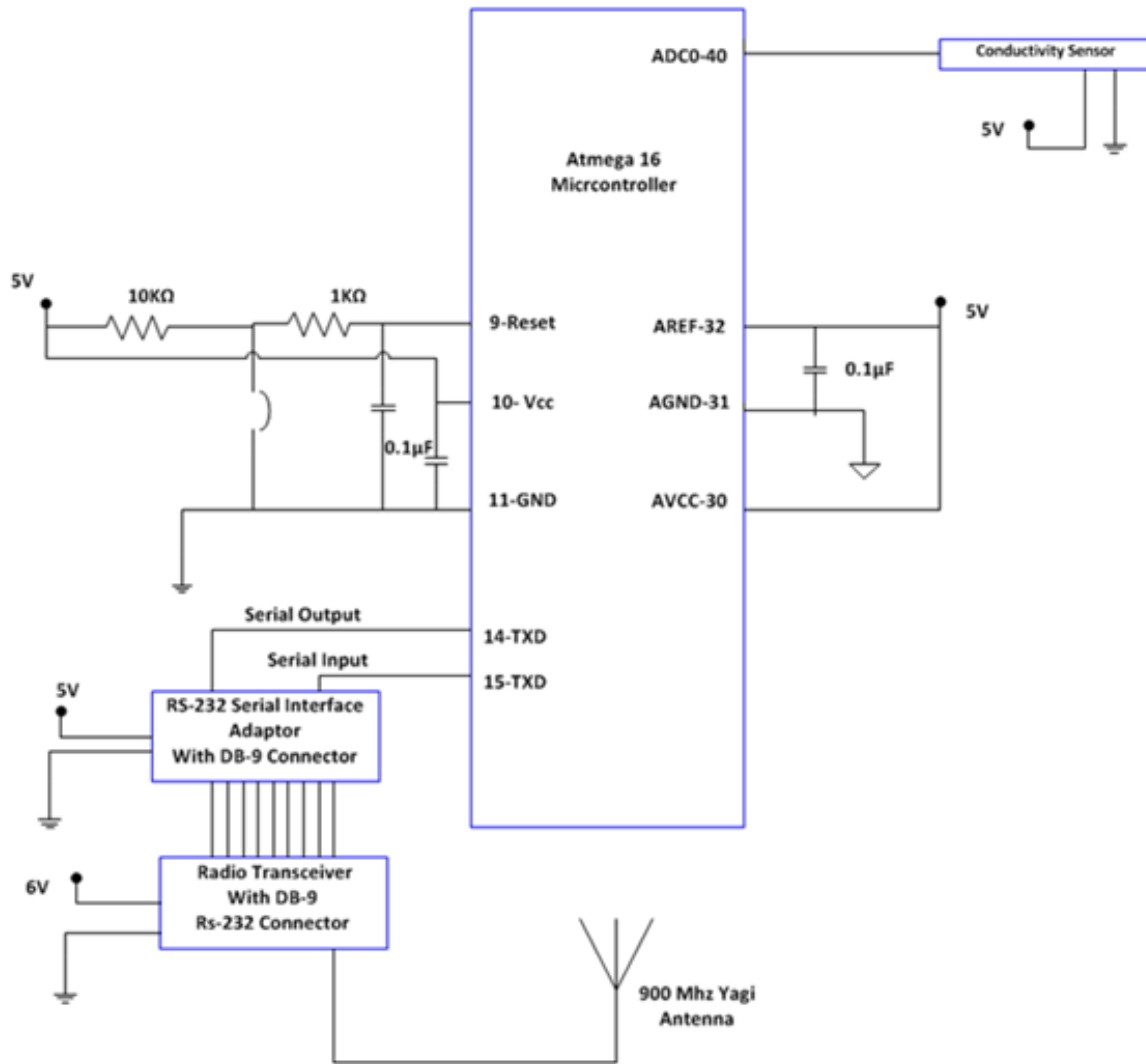 ADC0-40
Conductivity Sensor
5V
Atmega 16
Micrcontroller
5V
10KΩ
1KΩ
9-Reset
AREF-32
5V
0.1µF
10- Vcc
AGND-31
0.1µF
11-GND
AVCC-30
Serial Output
14-TXD
Serial Input
15-TXD
5V
RS-232 Serial Interface
Adaptor
With DB-9 Connector
6V
Radio Transceiver
With DB-9
Rs-232 Connector
900 Mhz Yagi
Antenna